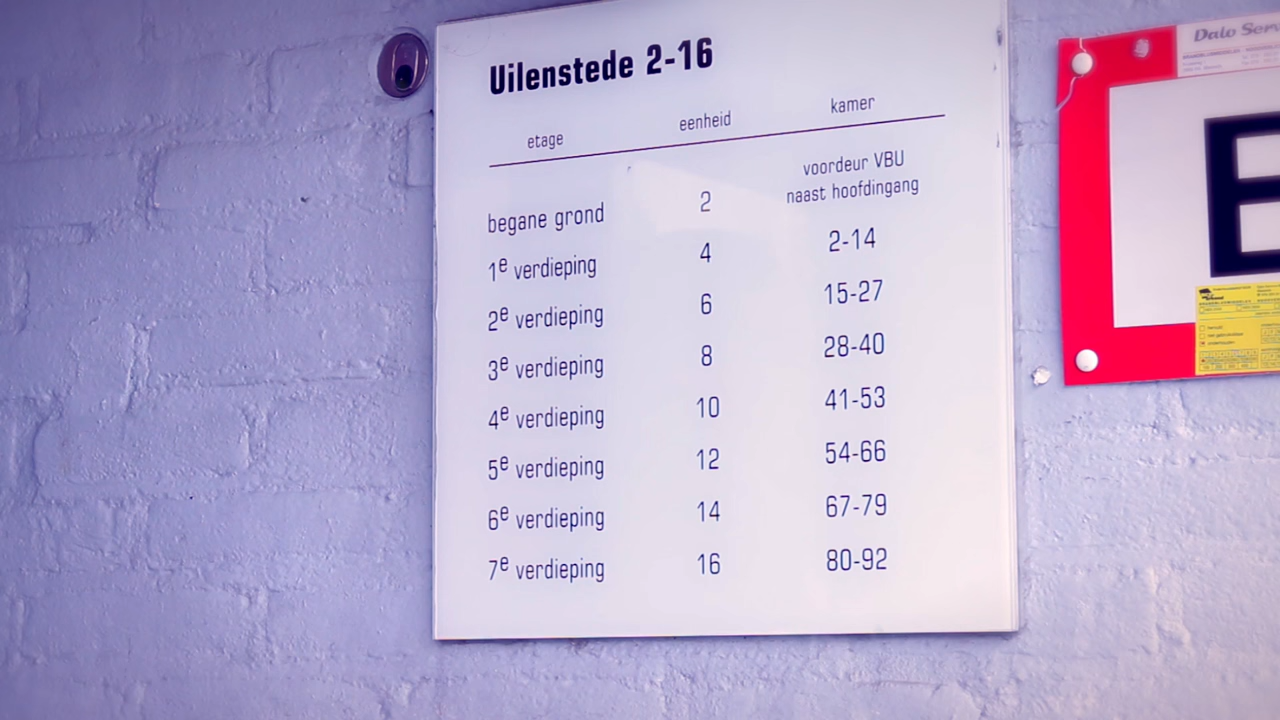 Uilenstede 2-16
etage eenheid kamer
begane grond 2 voordeur VBU
naast hoofdingang
1e verdieping 4 2-14
2e verdieping 6 15-27
3e verdieping 8 28-40
4e verdieping 10 41-53
5e verdieping 12 54-66
6e verdieping 14 67-79
7e verdieping 16 80-92
Dalo